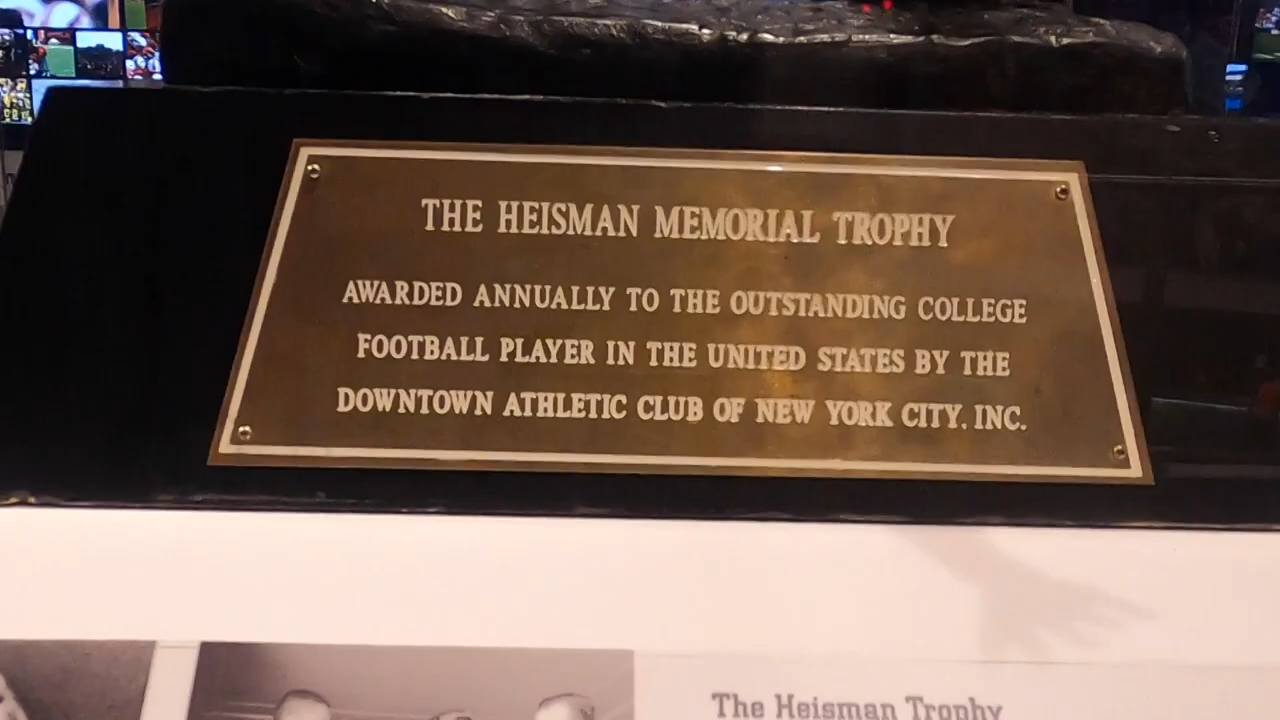 THE HEISMAN MEMORIAL TROPHY
AWARDED ANNUALLY TO THE OUTSTANDING COLLEGE
FOOTBALL PLAYER IN THE UNITED STATES BY THE
DOWNTOWN ATHLETIC CLUB OF NEW YORK CITY, INC.
The Heisman Trophy